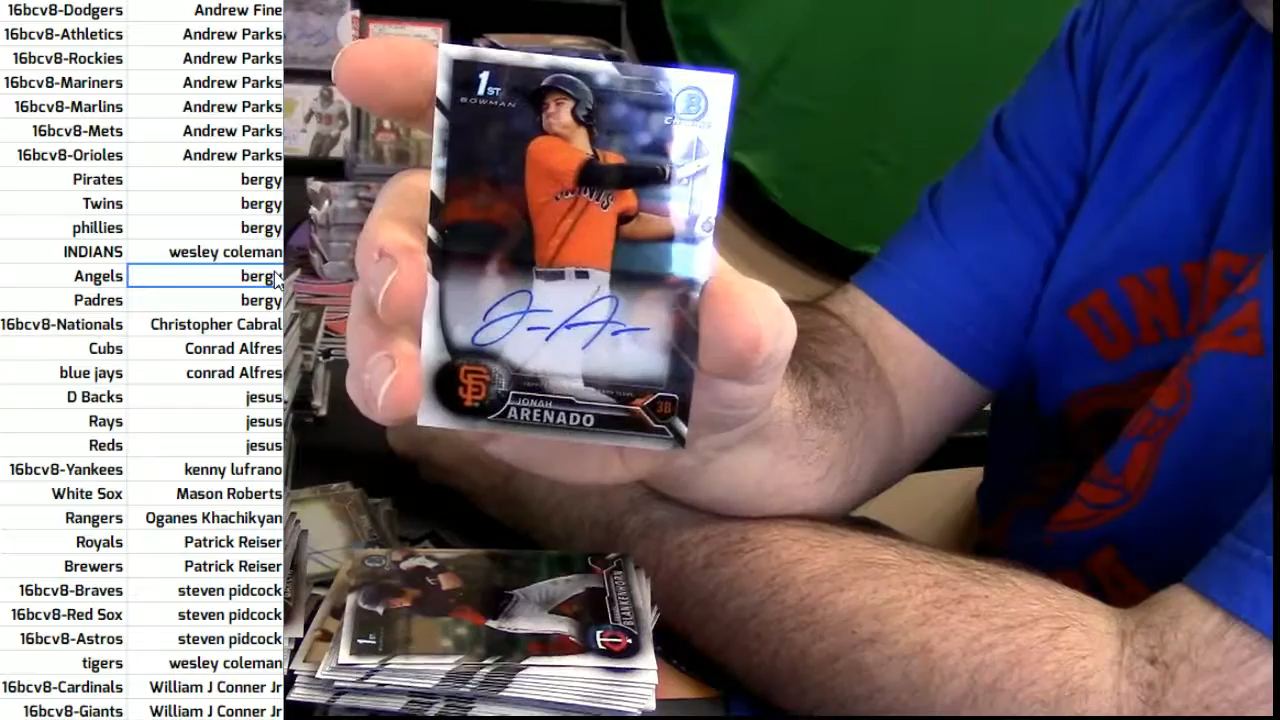 16bcv8-Dodgers Andrew Fine
16bcv8-Athletics Andrew Parks
16bcv8-Rockies Andrew Parks
16bcv8-Mariners Andrew Parks
16bcv8-Marlins Andrew Parks
16bcv8-Mets Andrew Parks
16bcv8-Orioles Andrew Parks
Pirates bergy
Twins bergy
phillies bergy
INDIANS wesley coleman
Angels bergy
Padres bergy
16bcv8-Nationals Christopher Cabral
Cubs Conrad Alfres
blue jays conrad Alfres
D Backs jesus
Rays jesus
Reds jesus
16bcv8-Yankees kenny lufrano
White Sox Mason Roberts
Rangers Oganes Khachikyan
Royals Patrick Reiser
Brewers Patrick Reiser
16bcv8-Braves steven pidcock
16bcv8-Red Sox steven pidcock
16bcv8-Astros steven pidcock
tigers wesley coleman
16bcv8-Cardinals William J Conner Jr
16bcv8-Giants William J Conner Jr
1ST
BOWMAN
B
CHROME
GIANTS
SF
JONAH
ARENADO
3B
1ST
BLANKENHORN